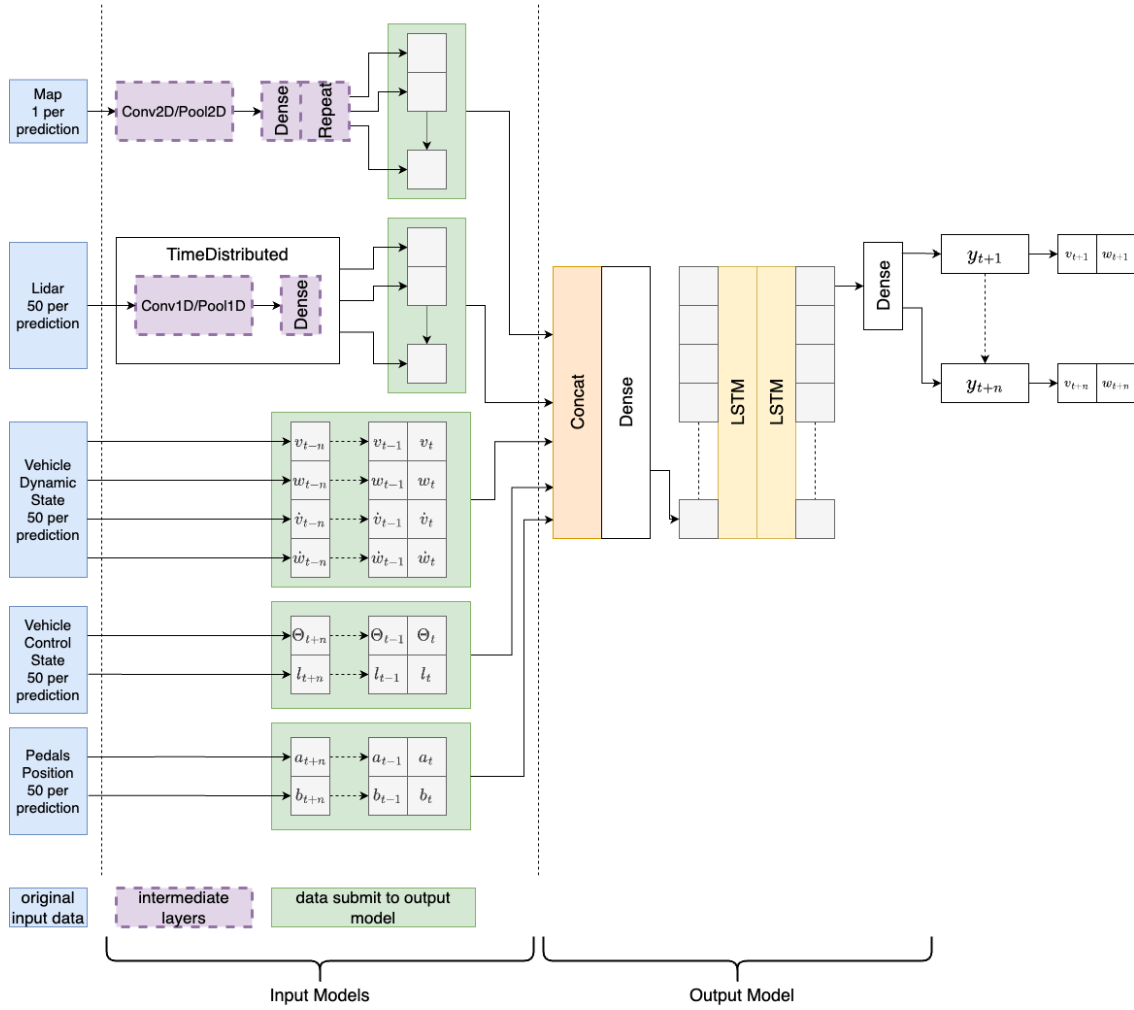 Map
1 per
prediction
Conv2D/Pool2D
Dense
Repeat
Lidar
50 per
prediction
TimeDistributed
Conv1D/Pool1D
Dense
Vehicle
Dynamic
State
50 per
prediction
v_{t−n} v_{t−1} v_t
w_{t−n} w_{t−1} w_t
v̇_{t−n} v̇_{t−1} v̇_t
ẇ_{t−n} ẇ_{t−1} ẇ_t
Vehicle
Control
State
50 per
prediction
Θ_{t+n} Θ_{t−1} Θ_t
l_{t+n} l_{t−1} l_t
Pedals
Position
50 per
prediction
a_{t+n} a_{t−1} a_t
b_{t+n} b_{t−1} b_t
Concat
Dense
LSTM
LSTM
Dense
y_{t+1}
v_{t+1} w_{t+1}
y_{t+n}
v_{t+n} w_{t+n}
original
input data
intermediate
layers
data submit to output
model
Input Models
Output Model